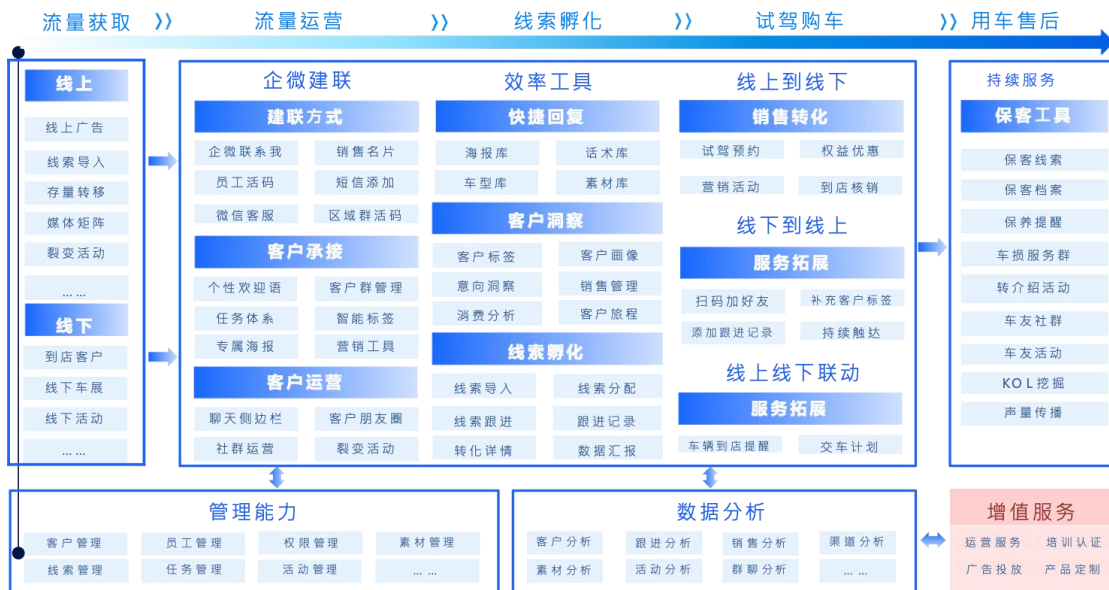 流量获取 》 流量运营 》 线索孵化 》 试驾购车 》 用车售后
线上
线上广告
线索导入
存量转移
媒体矩阵
裂变活动
……
线下
到店客户
线下车展
线下活动
……
企微建联
建联方式
企微联系我 销售名片
员工活码 短信添加
微信客服 区域群活码
客户承接
个性欢迎语 客户群管理
任务体系 智能标签
专属海报 营销工具
客户运营
聊天侧边栏 客户朋友圈
社群运营 裂变活动
效率工具
快捷回复
海报库 话术库
车型库 素材库
客户洞察
客户标签 客户画像
意向洞察 销售管理
消费分析 客户旅程
线索孵化
线索导入 线索分配
线索跟进 跟进记录
转化详情 数据汇报
线上到线下
销售转化
试驾预约 权益优惠
营销活动 到店核销
线下到线上
服务拓展
扫码加好友 补充客户标签
添加跟进记录 持续触达
线上线下联动
服务拓展
车辆到店提醒 交车计划
持续服务
保客工具
保客线索
保客档案
保养提醒
车损服务群
转介绍活动
车友社群
车友活动
KOL挖掘
声量传播
管理能力
客户管理 员工管理 权限管理 素材管理
线索管理 任务管理 活动管理 ……
数据分析
客户分析 跟进分析 销售分析 渠道分析
素材分析 活动分析 群聊分析 ……
增值服务
运营服务 培训认证
广告投放 产品定制